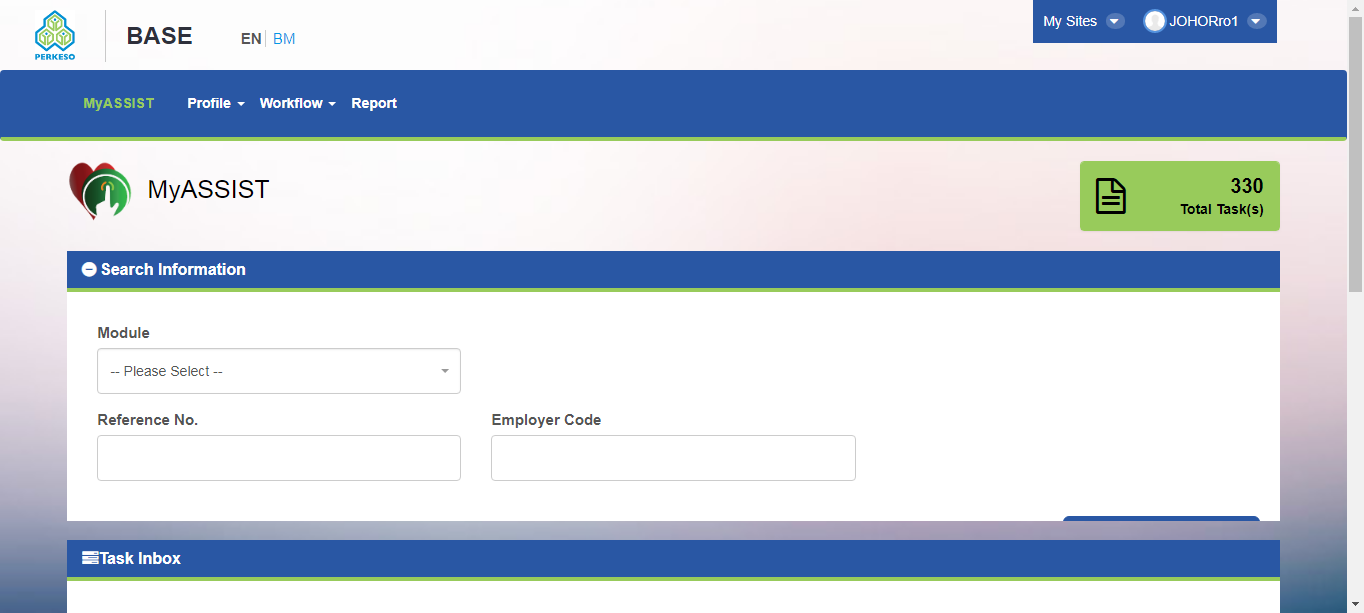 PERKESO
BASE
EN BM
My Sites JOHORro1
MyASSIST Profile Workflow Report
MyASSIST
330
Total Task(s)
Search Information
Module
-- Please Select --
Reference No. Employer Code
Task Inbox